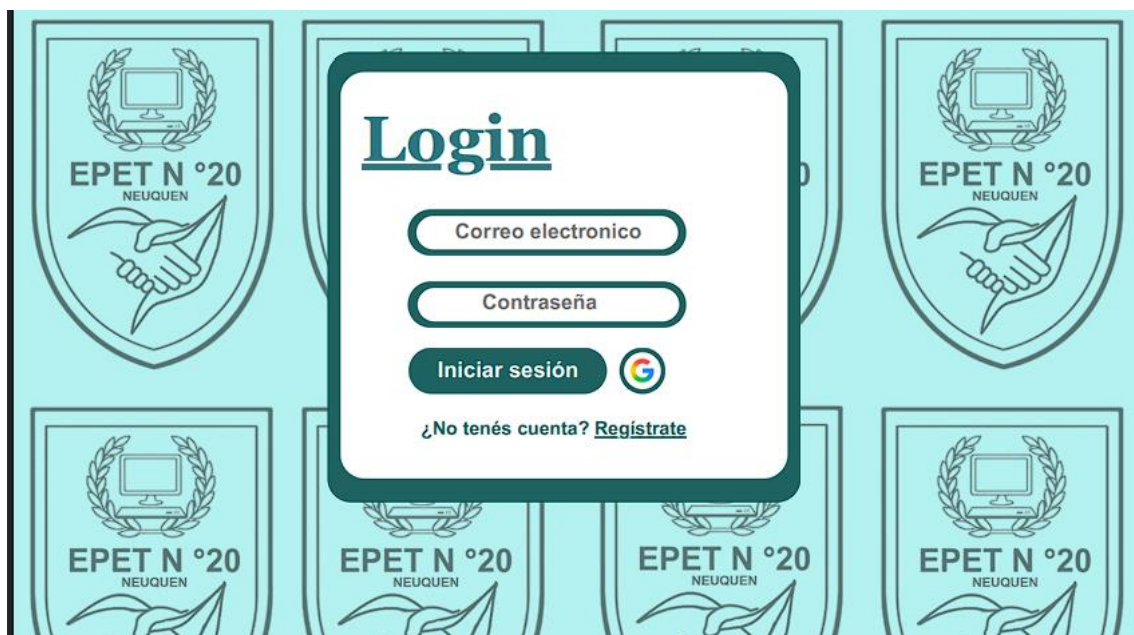 EPET N °20
NEUQUEN
EPET N °20
NEUQUEN
Login
Correo electronico
Contraseña
Iniciar sesión
¿No tenés cuenta? Regístrate
EPET N °20
NEUQUEN
EPET N °20
NEUQUEN
EPET N °20
NEUQUEN
EPET N °20
NEUQUEN